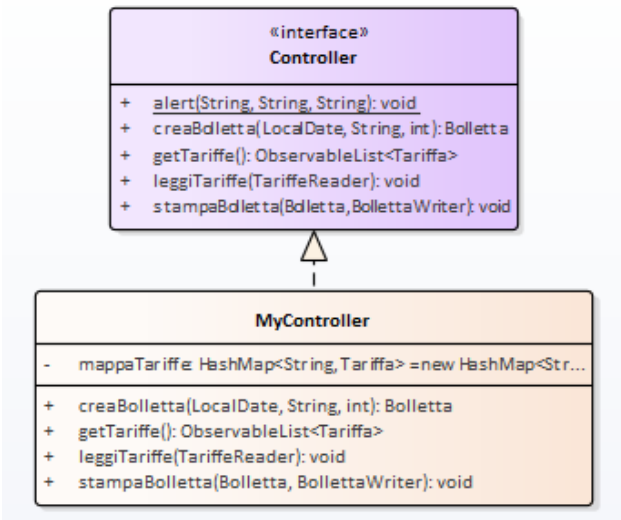 «interface»
Controller
+ alert(String, String, String): void
+ creaBolletta(LocalDate, String, int): Bolletta
+ getTariffe(): ObservableList<Tariffa>
+ leggiTariffe(TariffeReader): void
+ stampaBolletta(Bolletta,BollettaWriter): void
MyController
- mappaTariffe: HashMap<String,Tariffa> =new HashMap<Str...
+ creaBolletta(LocalDate, String, int): Bolletta
+ getTariffe(): ObservableList<Tariffa>
+ leggiTariffe(TariffeReader): void
+ stampaBolletta(Bolletta, BollettaWriter): void